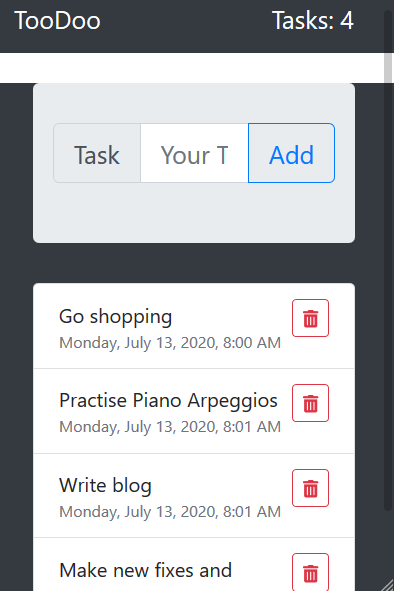 TooDoo Tasks: 4
Task Your T Add
Go shopping
Monday, July 13, 2020, 8:00 AM
Practise Piano Arpeggios
Monday, July 13, 2020, 8:01 AM
Write blog
Monday, July 13, 2020, 8:01 AM
Make new fixes and